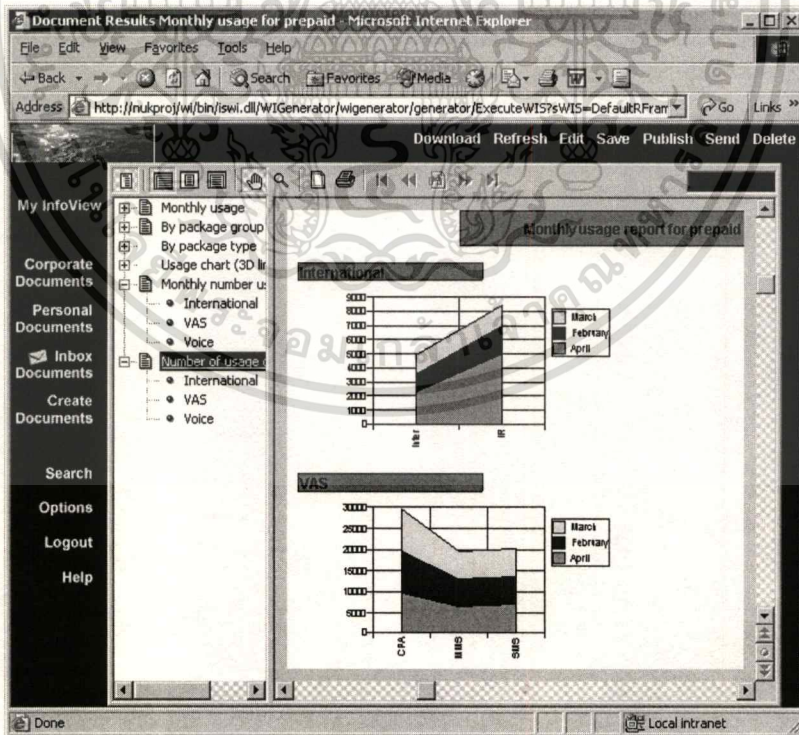 Document Results Monthly usage for prepaid - Microsoft Internet Explorer
File Edit View Favorites Tools Help
Back Search Favorites Media
Address http://nukproj/wi/bin/iswi.dll/WIGenerator/wigenerator/generator/ExecuteWIS?sWIS=DefaultRFram Go Links »
Download Refresh Edit Save Publish Send Delete
My InfoView
Corporate
Documents
Personal
Documents
Inbox
Documents
Create
Documents
Search
Options
Logout
Help
Monthly usage
By package group
By package type
Usage chart (3D lin
Monthly number u
International
VAS
Voice
Number of usage
International
VAS
Voice
Monthly usage report for prepaid
International
9000
8000
7000
6000
5000
4000
3000
2000
1000
0
Inter
IR
March
February
April
VAS
30000
25000
20000
15000
10000
5000
0
CPA
MMS
SMS
March
February
April
Done
Local intranet